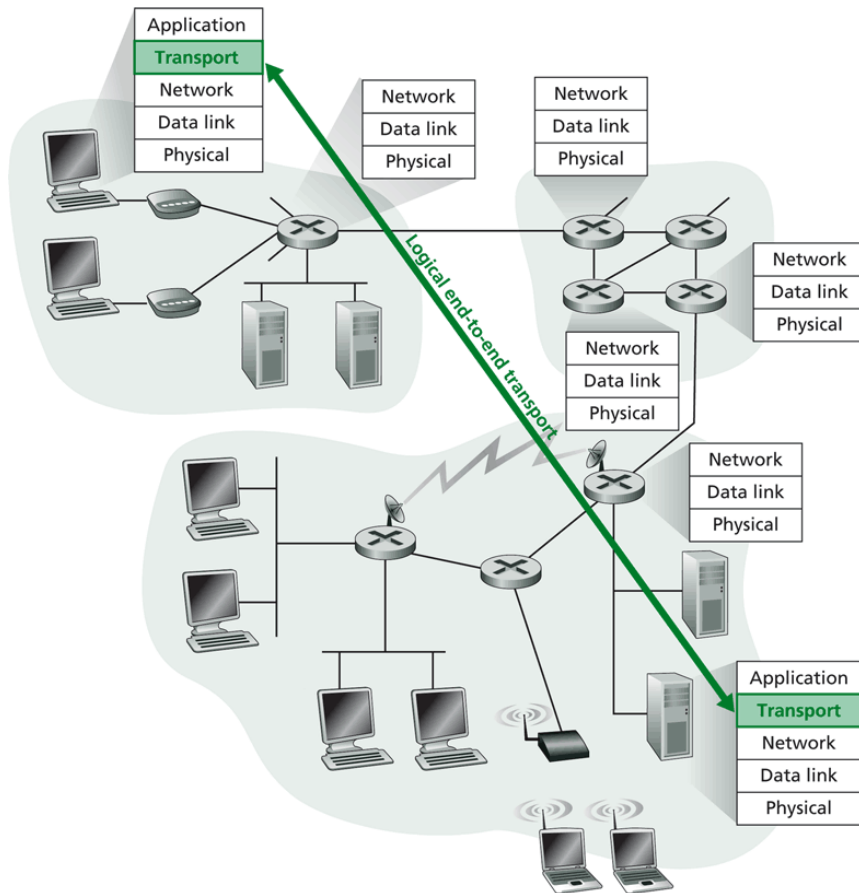 Application
Transport
Network
Data link
Physical
Network
Data link
Physical
Network
Data link
Physical
Network
Data link
Physical
Network
Data link
Physical
Logical end-to-end transport
Network
Data link
Physical
Application
Transport
Network
Data link
Physical